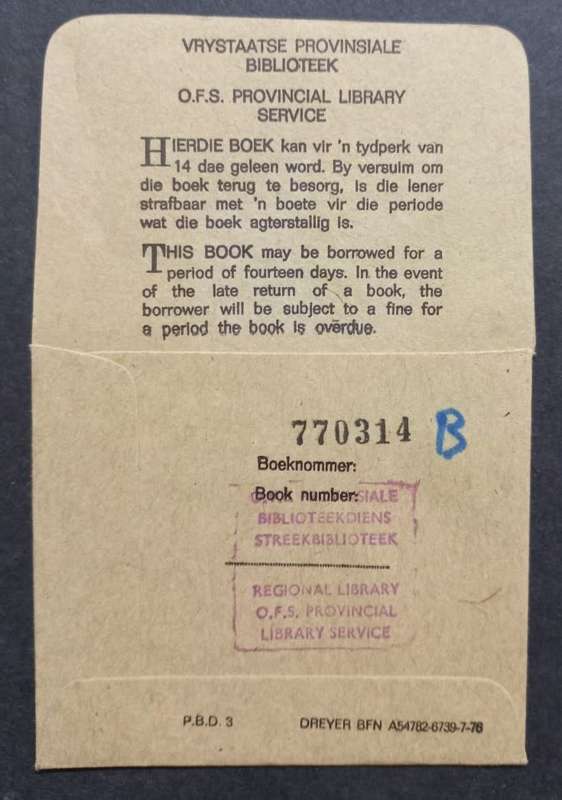 VRYSTAATSE PROVINSIALE
BIBLIOTEEK
O.F.S. PROVINCIAL LIBRARY
SERVICE
HIERDIE BOEK kan vir 'n tydperk van
14 dae geleen word. By versuim om
die boek terug te besorg, is die lener
strafbaar met 'n boete vir die periode
wat die boek agterstallig is.
THIS BOOK may be borrowed for a
period of fourteen days. In the event
of the late return of a book, the
borrower will be subject to a fine for
a period the book is overdue.
770314 B
Boeknommer:
Book number:
BIBLIOTEEKDIENS
STREEKBIBLIOTEEK
REGIONAL LIBRARY
O.F.S. PROVINCIAL
LIBRARY SERVICE
P.B.D. 3 DREYER BFN A54782-6739-7-76